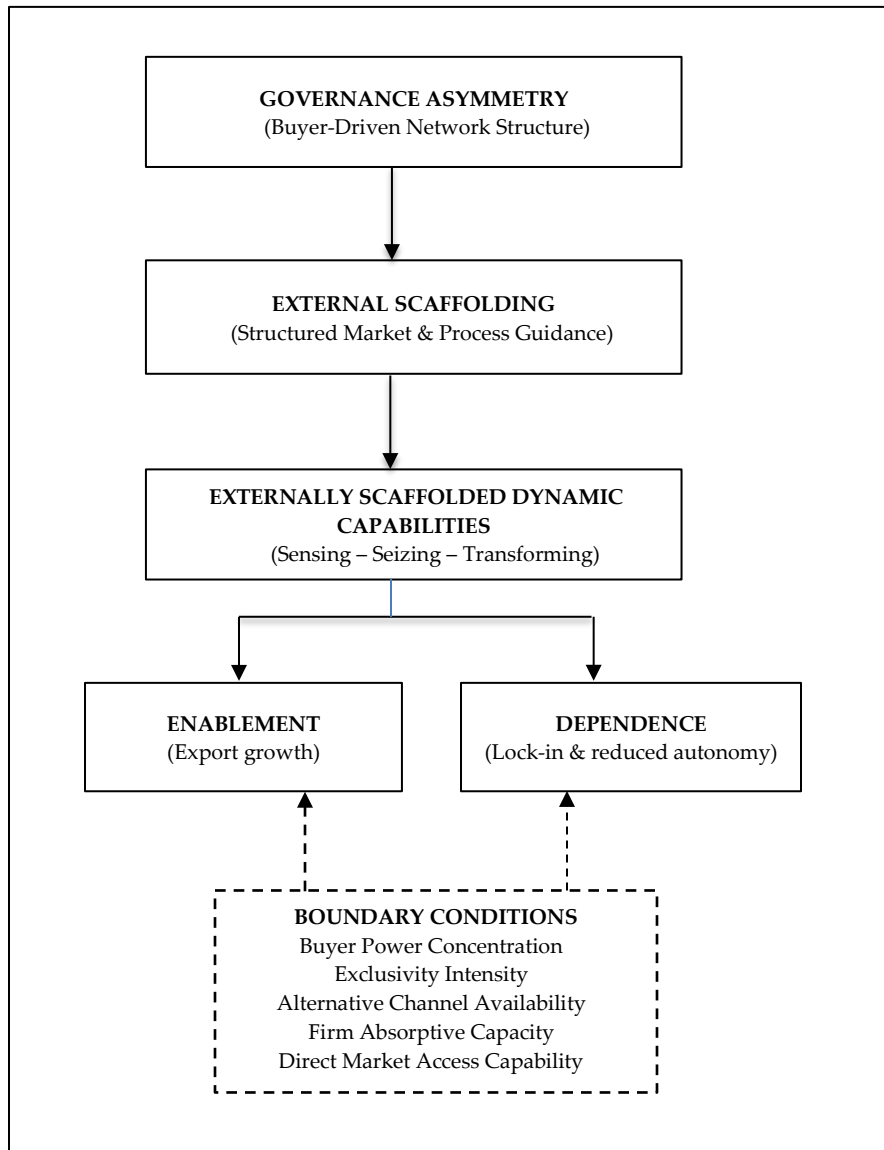 GOVERNANCE ASYMMETRY
(Buyer-Driven Network Structure)
EXTERNAL SCAFFOLDING
(Structured Market & Process Guidance)
EXTERNALLY SCAFFOLDED DYNAMIC
CAPABILITIES
(Sensing – Seizing – Transforming)
ENABLEMENT
(Export growth)
DEPENDENCE
(Lock-in & reduced autonomy)
BOUNDARY CONDITIONS
Buyer Power Concentration
Exclusivity Intensity
Alternative Channel Availability
Firm Absorptive Capacity
Direct Market Access Capability